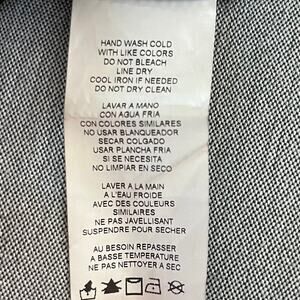 HAND WASH COLD
WITH LIKE COLORS
DO NOT BLEACH
LINE DRY
COOL IRON IF NEEDED
DO NOT DRY CLEAN
LAVAR A MANO
CON AGUA FRIA
CON COLORES SIMILARES
NO USAR BLANQUEADOR
SECAR COLGADO
USAR PLANCHA FRIA
SI SE NECESITA
NO LIMPIAR EN SECO
LAVER A LA MAIN
A L'EAU FROIDE
AVEC DES COULEURS
SIMILAIRES
NE PAS JAVELLISANT
SUSPENDRE POUR SECHER
AU BESOIN REPASSER
A BASSE TEMPERATURE
NE PAS NETTOYER A SEC